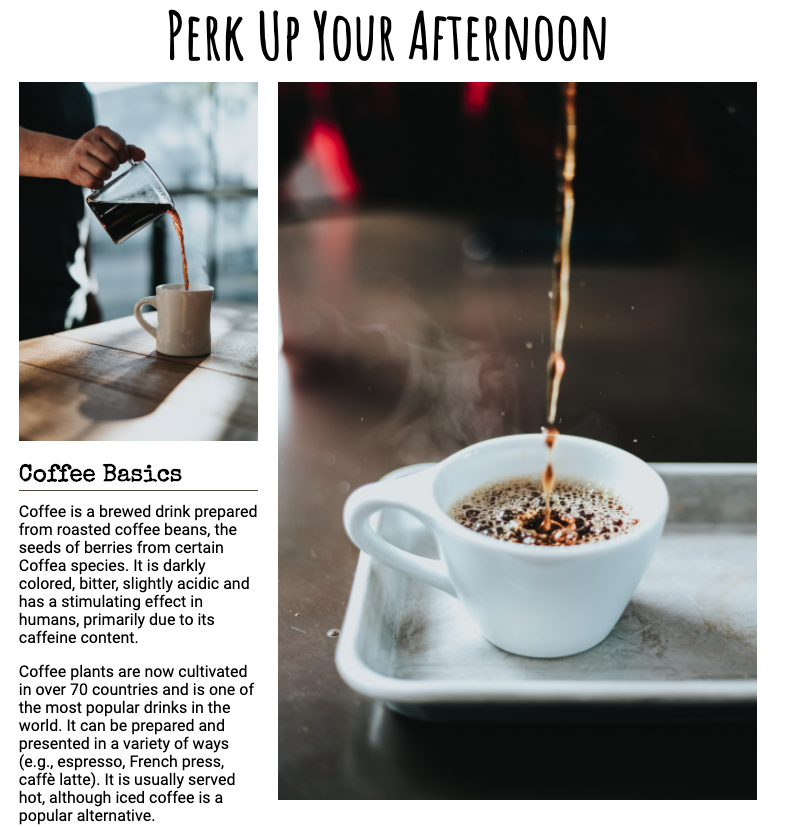 Perk Up Your Afternoon
Coffee Basics
Coffee is a brewed drink prepared
from roasted coffee beans, the
seeds of berries from certain
Coffea species. It is darkly
colored, bitter, slightly acidic and
has a stimulating effect in
humans, primarily due to its
caffeine content.
Coffee plants are now cultivated
in over 70 countries and is one of
the most popular drinks in the
world. It can be prepared and
presented in a variety of ways
(e.g., espresso, French press,
caffè latte). It is usually served
hot, although iced coffee is a
popular alternative.